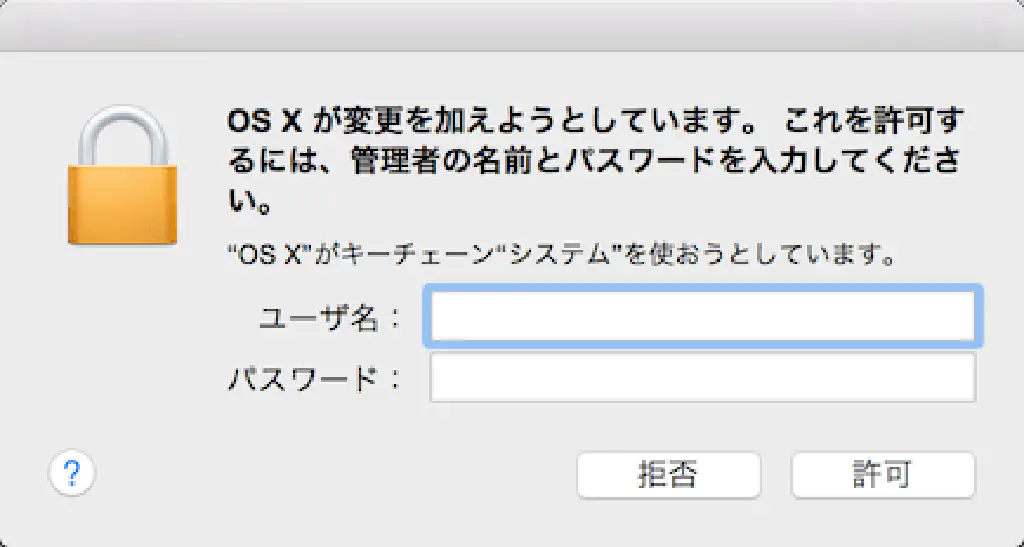 OS X が変更を加えようとしています。 これを許可す
るには、管理者の名前とパスワードを入力してくださ
い。
“OS X”がキーチェーン“システム”を使おうとしています。
ユーザ名：
パスワード：
? 拒否 許可